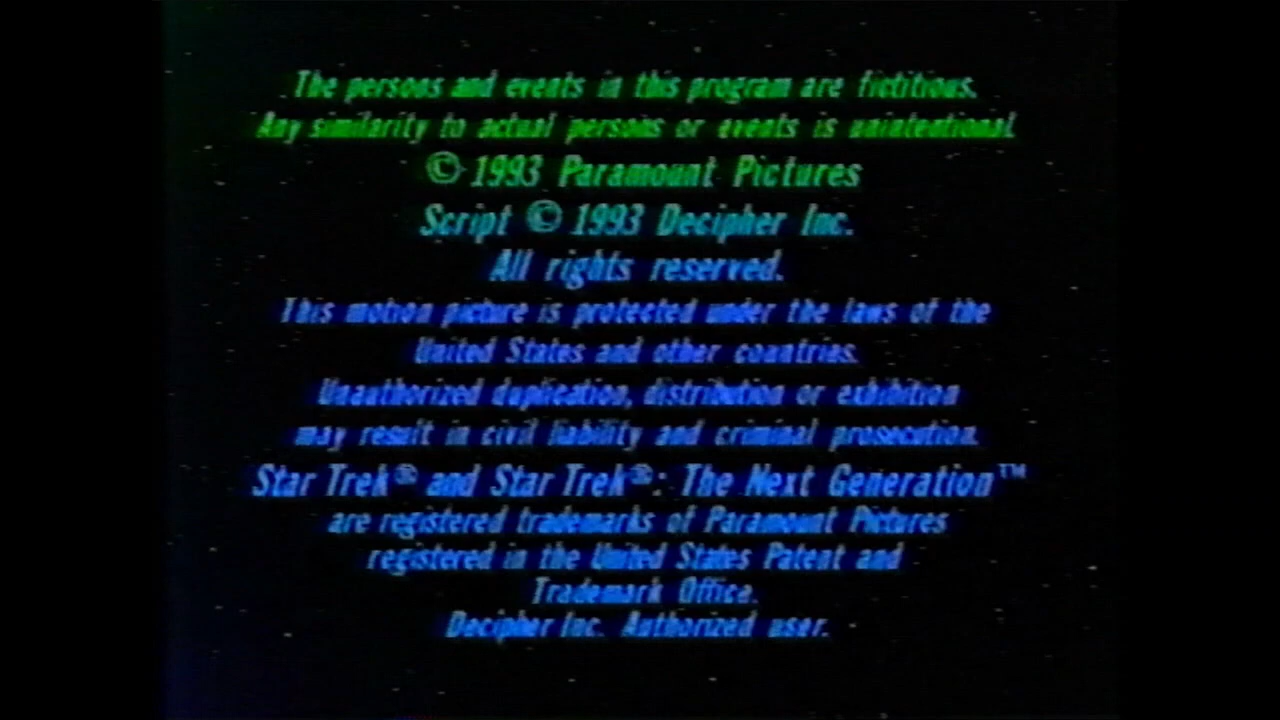 The persons and events in this program are fictitious.
Any similarity to actual persons or events is unintentional.
© 1993 Paramount Pictures
Script © 1993 Decipher Inc.
All rights reserved.
This motion picture is protected under the laws of the
United States and other countries.
Unauthorized duplication, distribution or exhibition
may result in civil liability and criminal prosecution.
Star Trek® and Star Trek®: The Next Generation™
are registered trademarks of Paramount Pictures
registered in the United States Patent and
Trademark Office.
Decipher Inc. Authorized user.